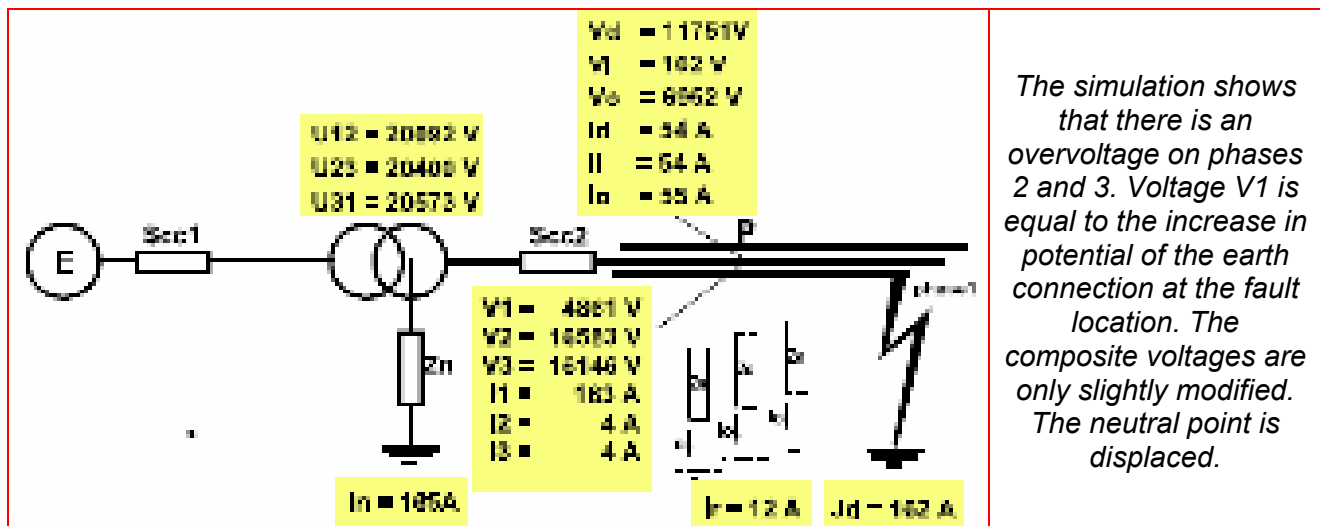 Vd = 11751V
Vi = 162 V
Vo = 6962 V
Id = 54 A
Ii = 54 A
Io = 55 A
U12 = 20692 V
U23 = 20400 V
U31 = 20573 V
E
Scc1
Scc2
P
phase1
Zn
V1 = 4861 V
V2 = 16583 V
V3 = 16146 V
I1 = 163 A
I2 = 4 A
I3 = 4 A
In = 165A
Ir = 12 A
Jd = 162 A
The simulation shows
that there is an
overvoltage on phases
2 and 3. Voltage V1 is
equal to the increase in
potential of the earth
connection at the fault
location. The
composite voltages are
only slightly modified.
The neutral point is
displaced.